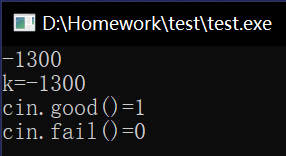 D:\Homework\test\test.exe
-1300
k=-1300
cin.good()=1
cin.fail()=0